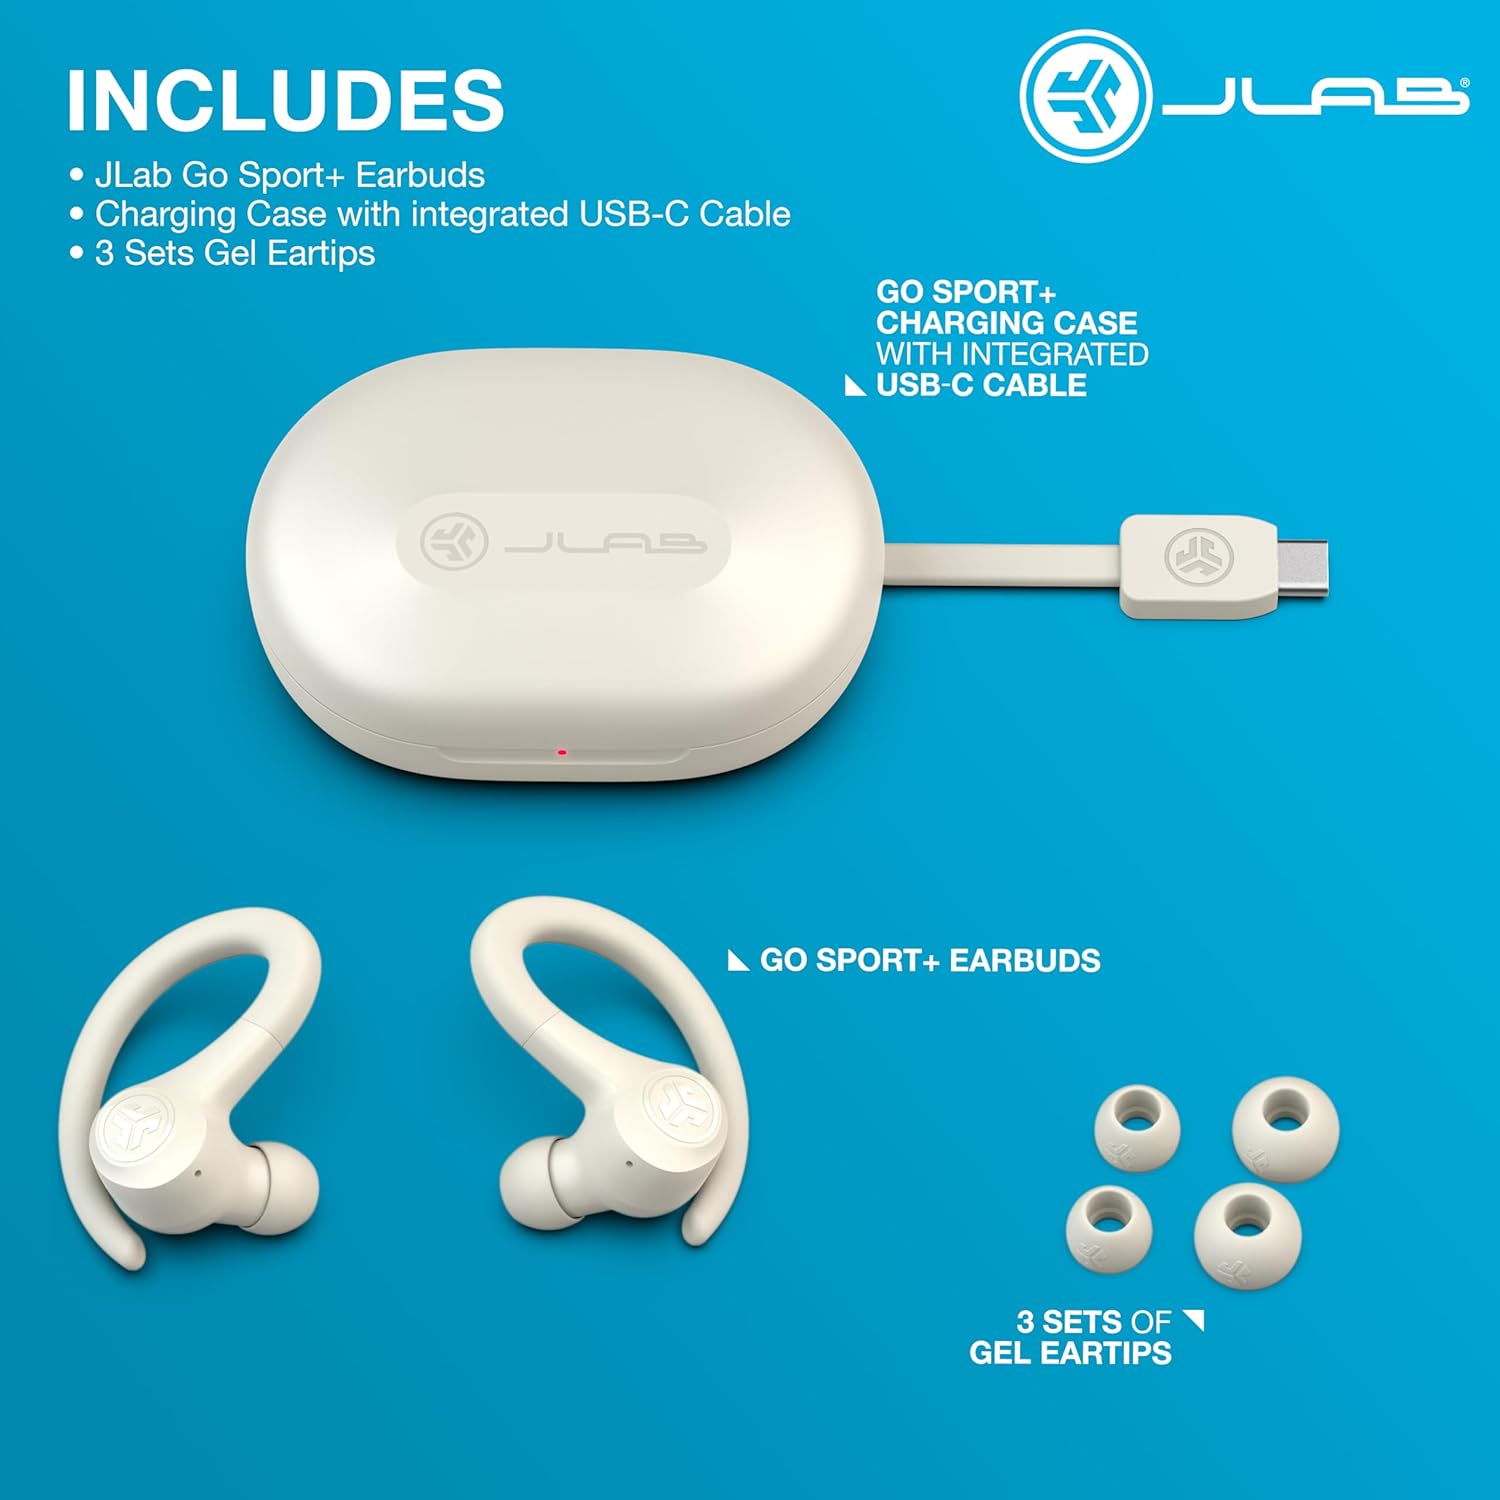 INCLUDES
JLAB®
• JLab Go Sport+ Earbuds
• Charging Case with integrated USB-C Cable
• 3 Sets Gel Eartips
GO SPORT+
CHARGING CASE
WITH INTEGRATED
USB-C CABLE
JLAB
GO SPORT+ EARBUDS
3 SETS OF
GEL EARTIPS